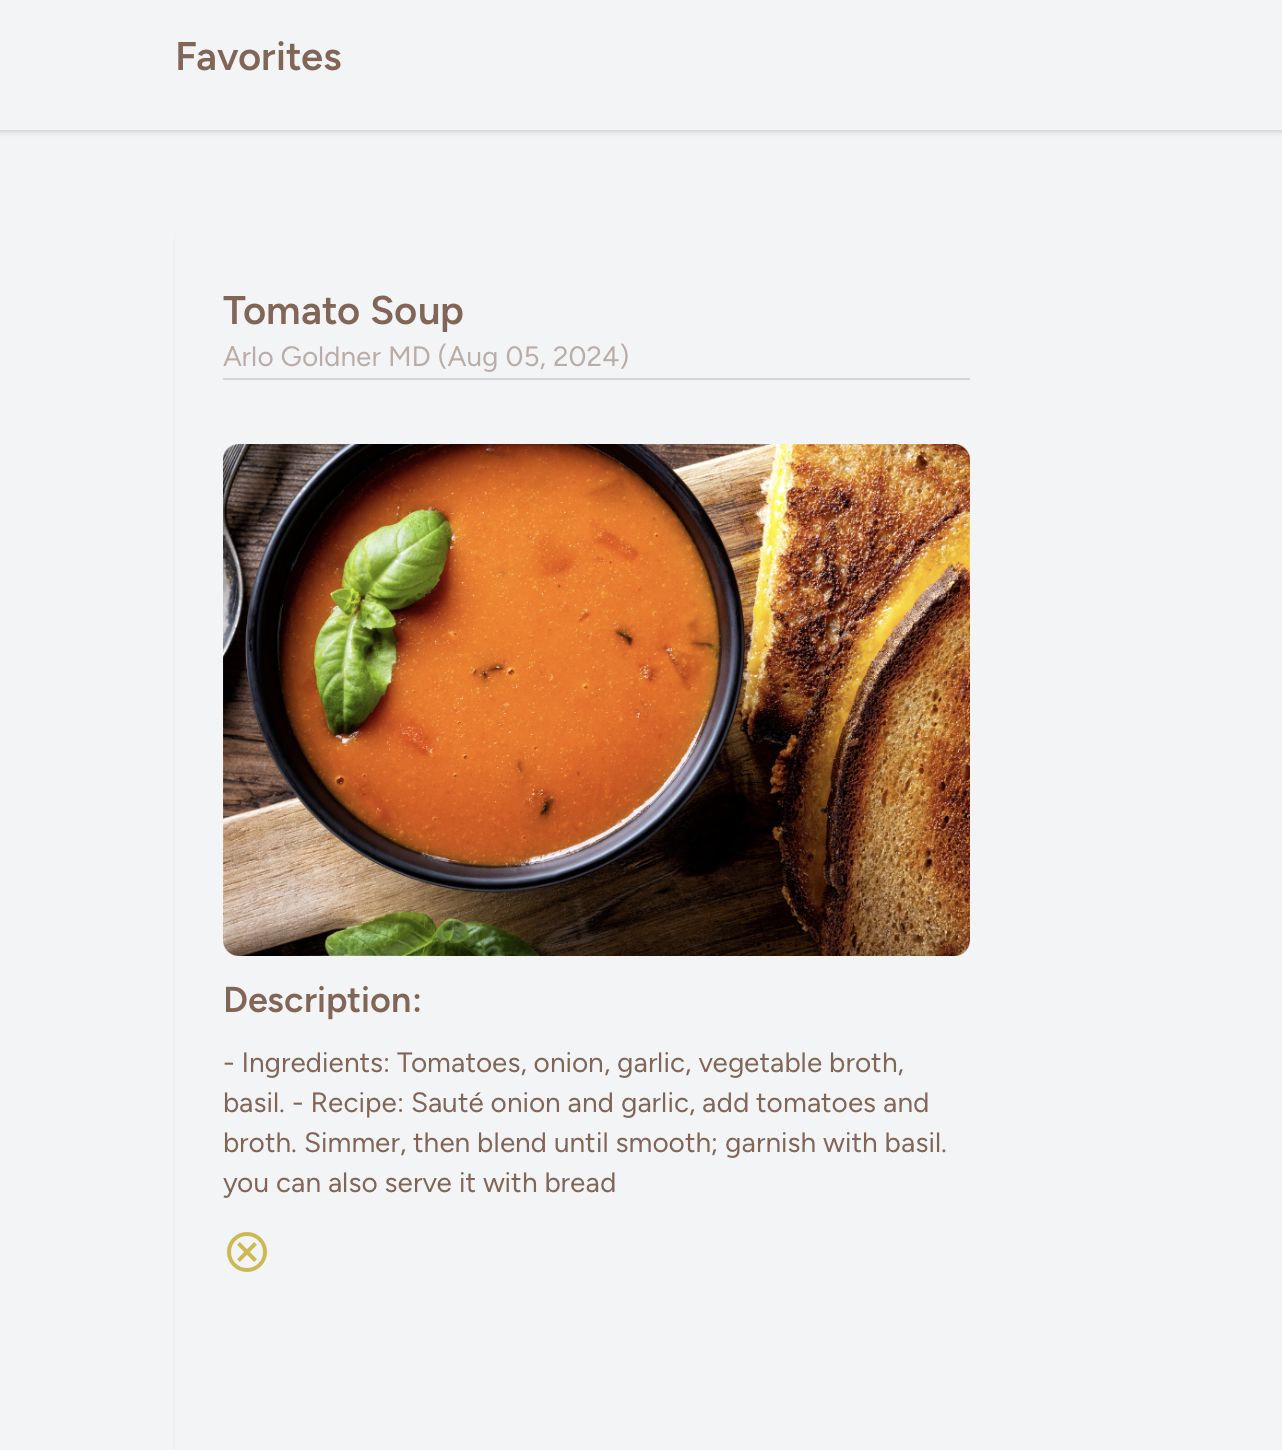 Favorites
Tomato Soup
Arlo Goldner MD (Aug 05, 2024)
Description:
- Ingredients: Tomatoes, onion, garlic, vegetable broth,
basil. - Recipe: Sauté onion and garlic, add tomatoes and
broth. Simmer, then blend until smooth; garnish with basil.
you can also serve it with bread